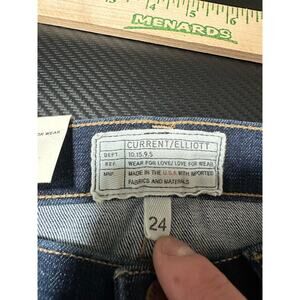 MENARDS
CURRENT/ELLIOTT
DEPT. 10.15.9.5
REF. WEAR FOR LOVE/ LOVE FOR WEAR
MNF. MADE IN THE U.S.A. WITH IMPORTED
FABRICS AND MATERIALS
24